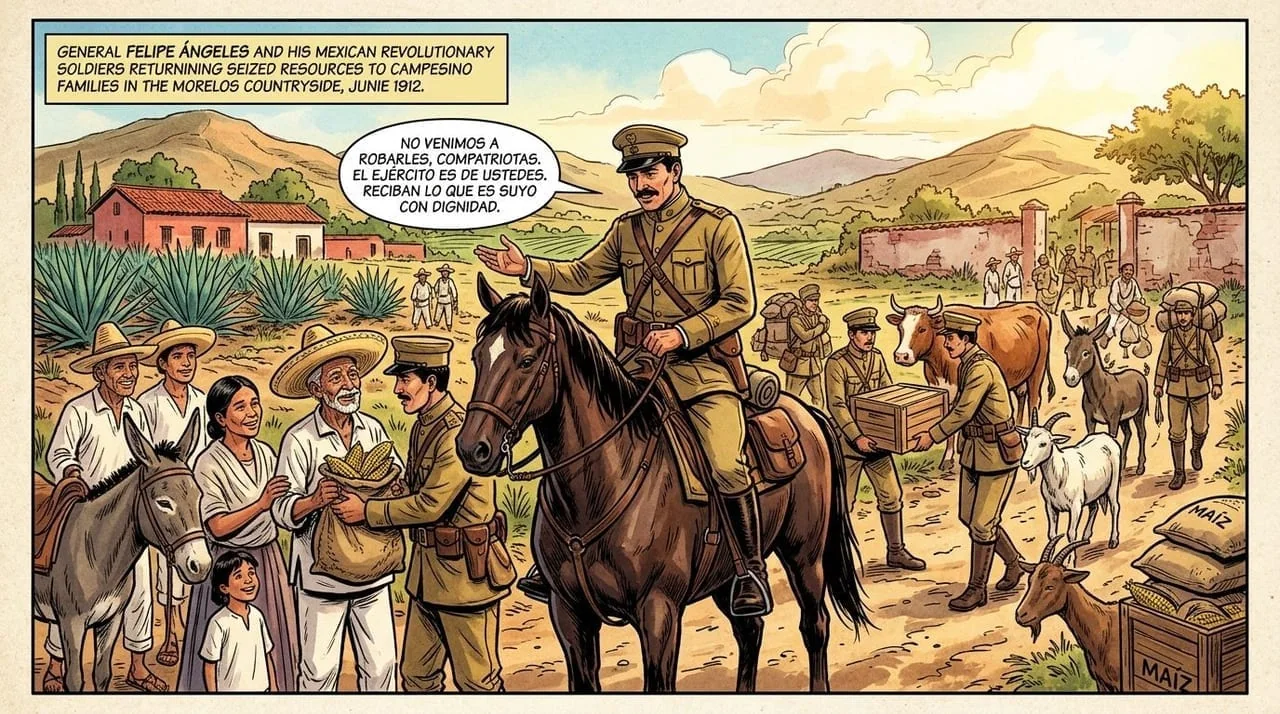 GENERAL FELIPE ÁNGELES AND HIS MEXICAN REVOLUTIONARY
SOLDIERS RETURNINING SEIZED RESOURCES TO CAMPESINO
FAMILIES IN THE MORELOS COUNTRYSIDE, JUNIE 1912.
NO VENIMOS A
ROBARLES, COMPATRIOTAS.
EL EJÉRCITO ES DE USTEDES.
RECIBAN LO QUE ES SUYO
CON DIGNIDAD.
MAÍZ
MAÍZ